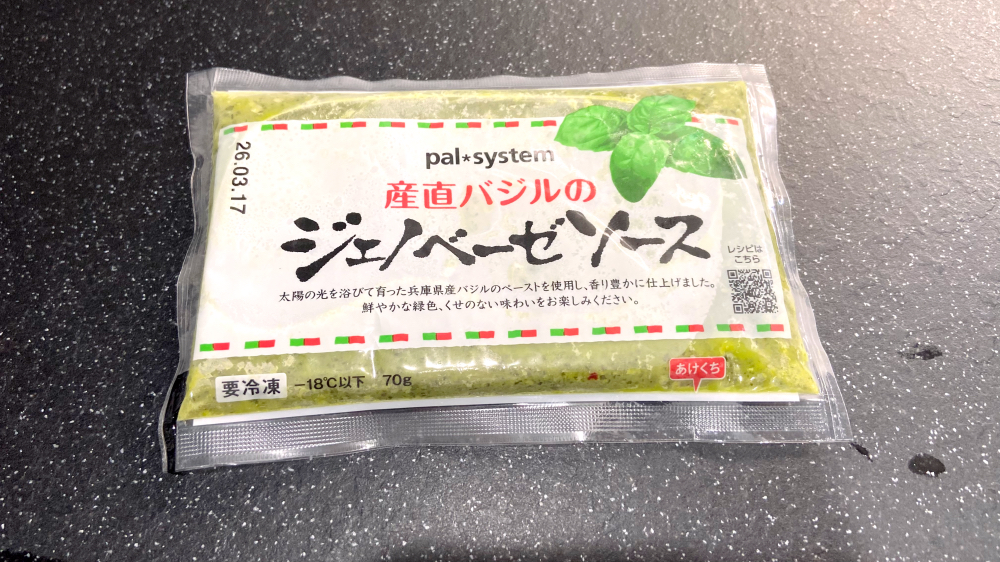 26.03.17
pal*system
産直バジルの
ジェノベーゼソース
太陽の光を浴びて育った兵庫県産バジルのペーストを使用し、香り豊かに仕上げました。
鮮やかな緑色、くせのない味わいをお楽しみください。
レシピは
こちら
要冷凍 −18℃以下 70g
あけくち